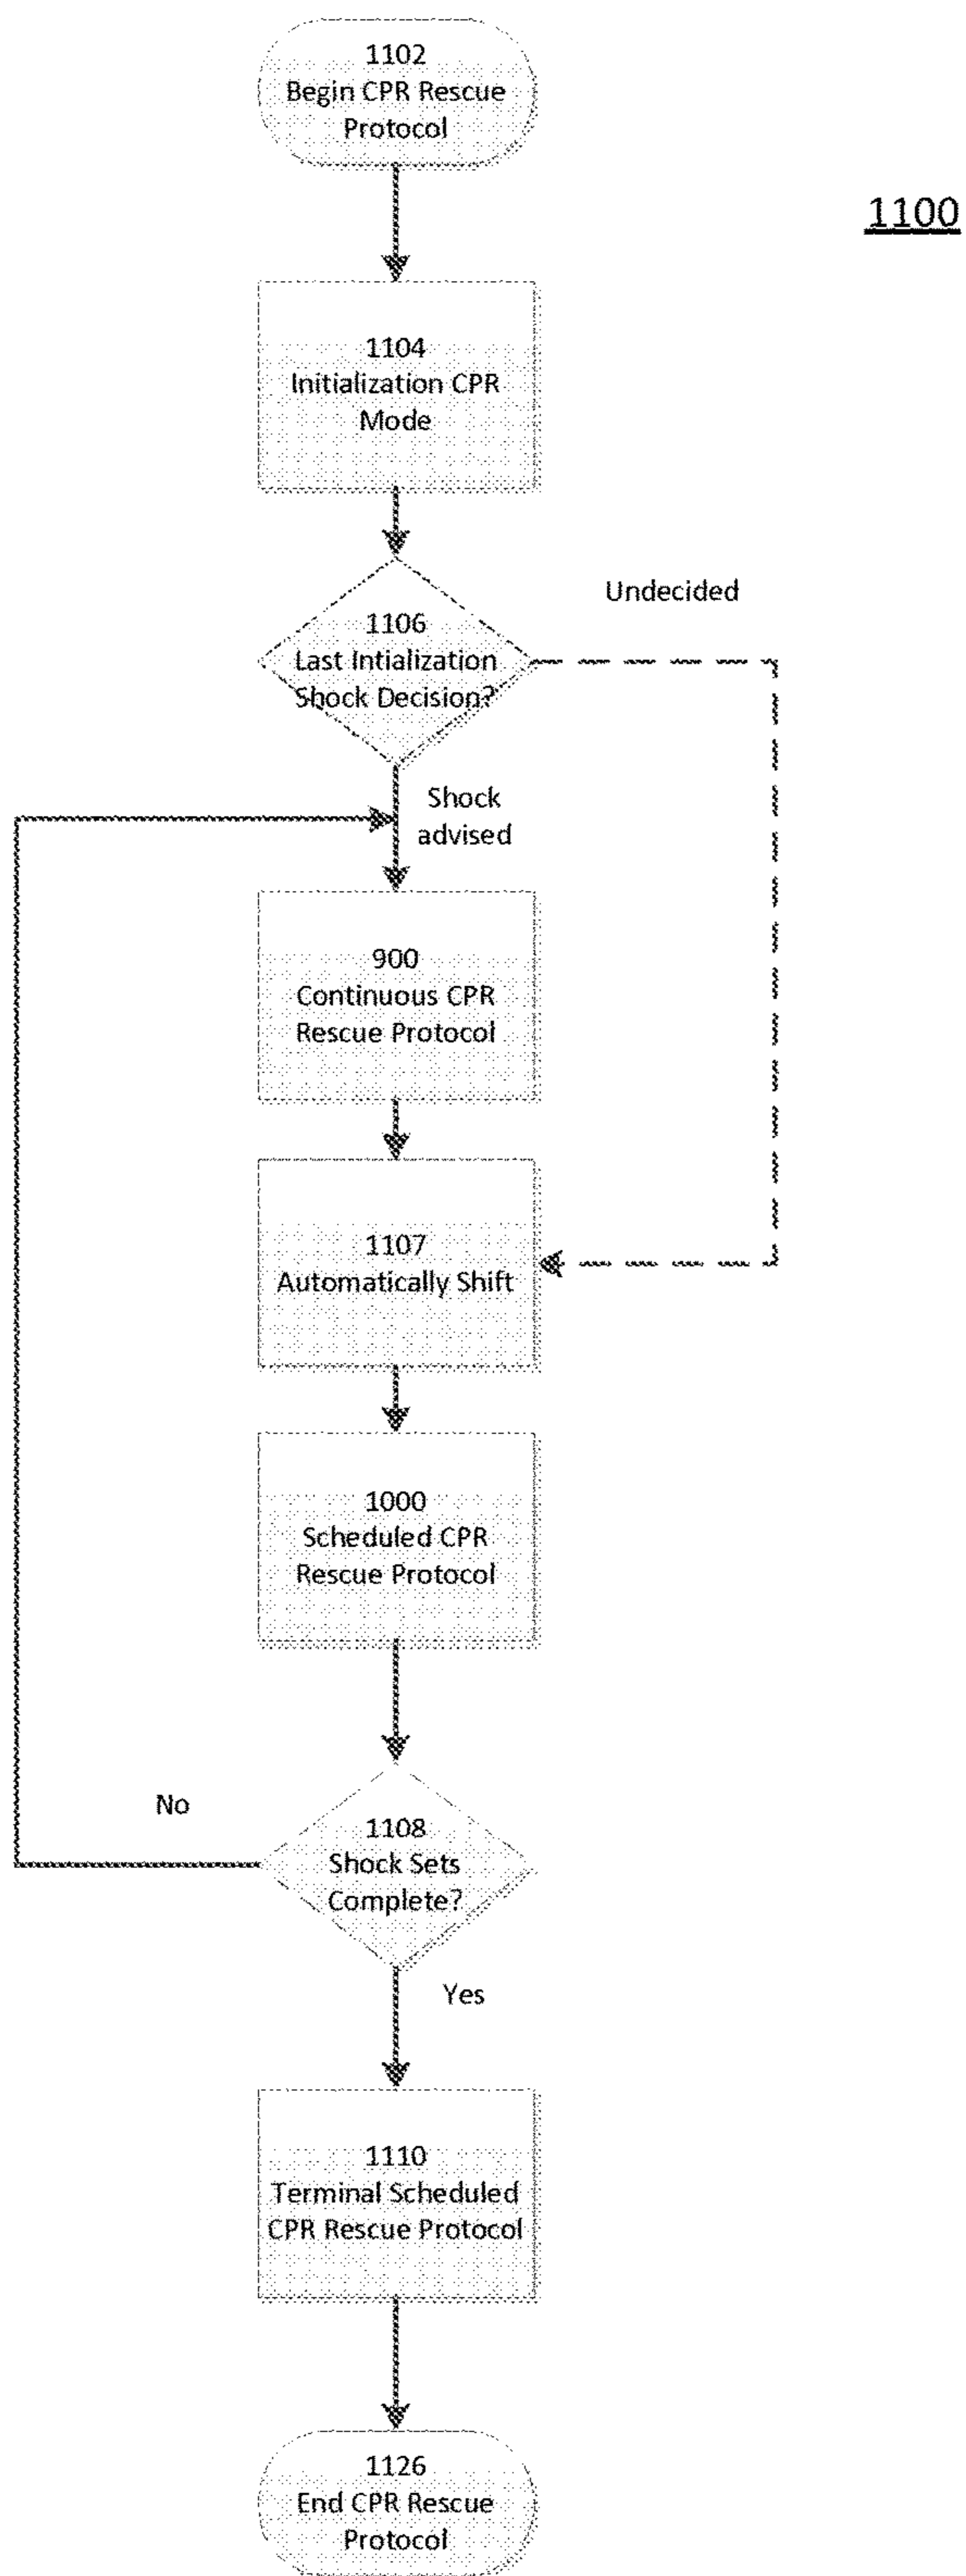 1102
Begin CPR Rescue
Protocol
1100
1104
Initialization CPR
Mode
Undecided
1106
Last Intialization
Shock Decision?
Shock
advised
900
Continuous CPR
Rescue Protocol
1107
Automatically Shift
1000
Scheduled CPR
Rescue Protocol
No
1108
Shock Sets
Complete?
Yes
1110
Terminal Scheduled
CPR Rescue Protocol
1126
End CPR Rescue
Protocol